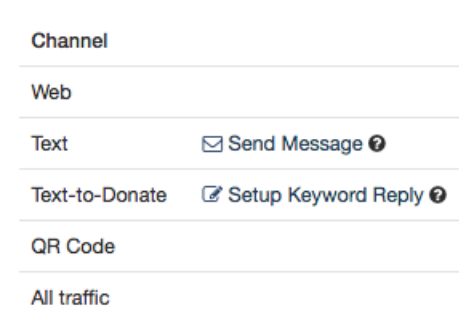 Channel
Web
Text Send Message ?
Text-to-Donate Setup Keyword Reply ?
QR Code
All traffic